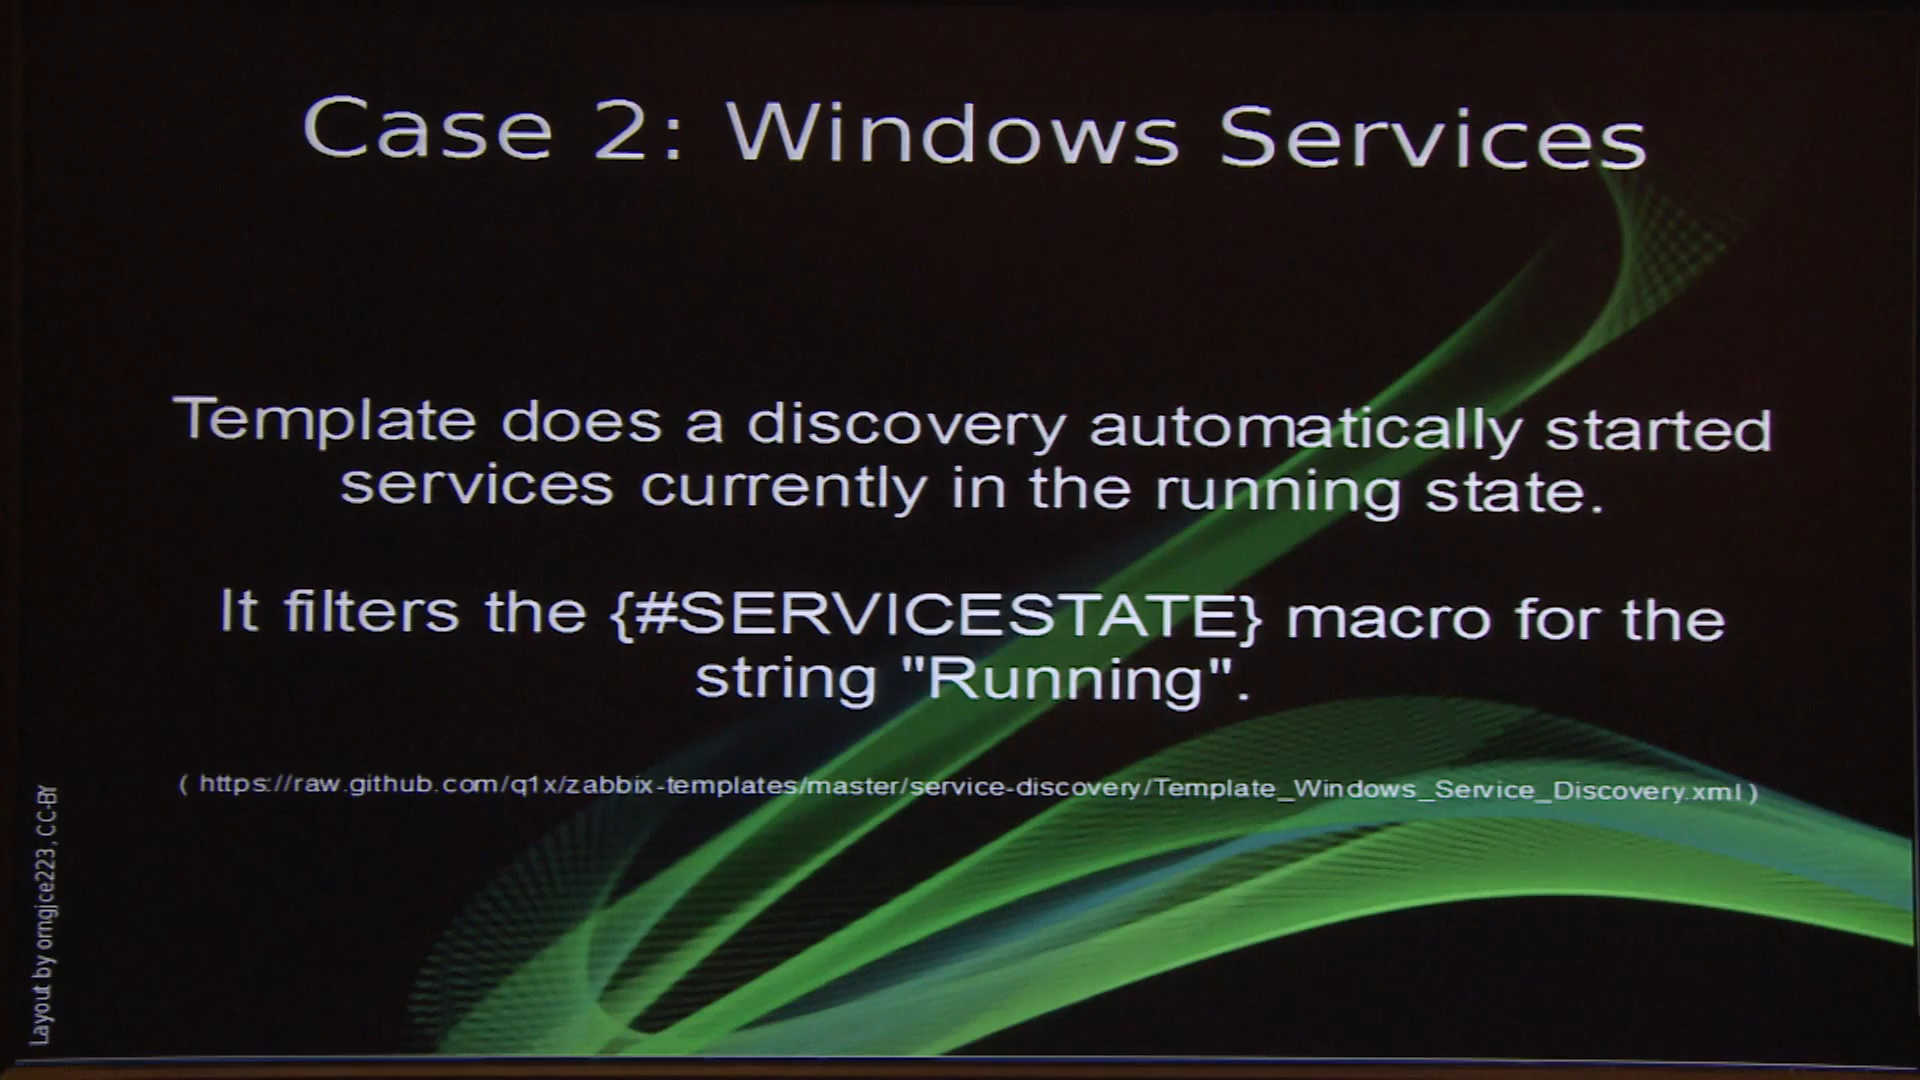 Case 2: Windows Services
Template does a discovery automatically started
services currently in the running state.
It filters the {#SERVICESTATE} macro for the
string "Running".
( https://raw.github.com/q1x/zabbix-templates/master/service-discovery/Template_Windows_Service_Discovery.xml )
Layout by orngjce223, CC-BY